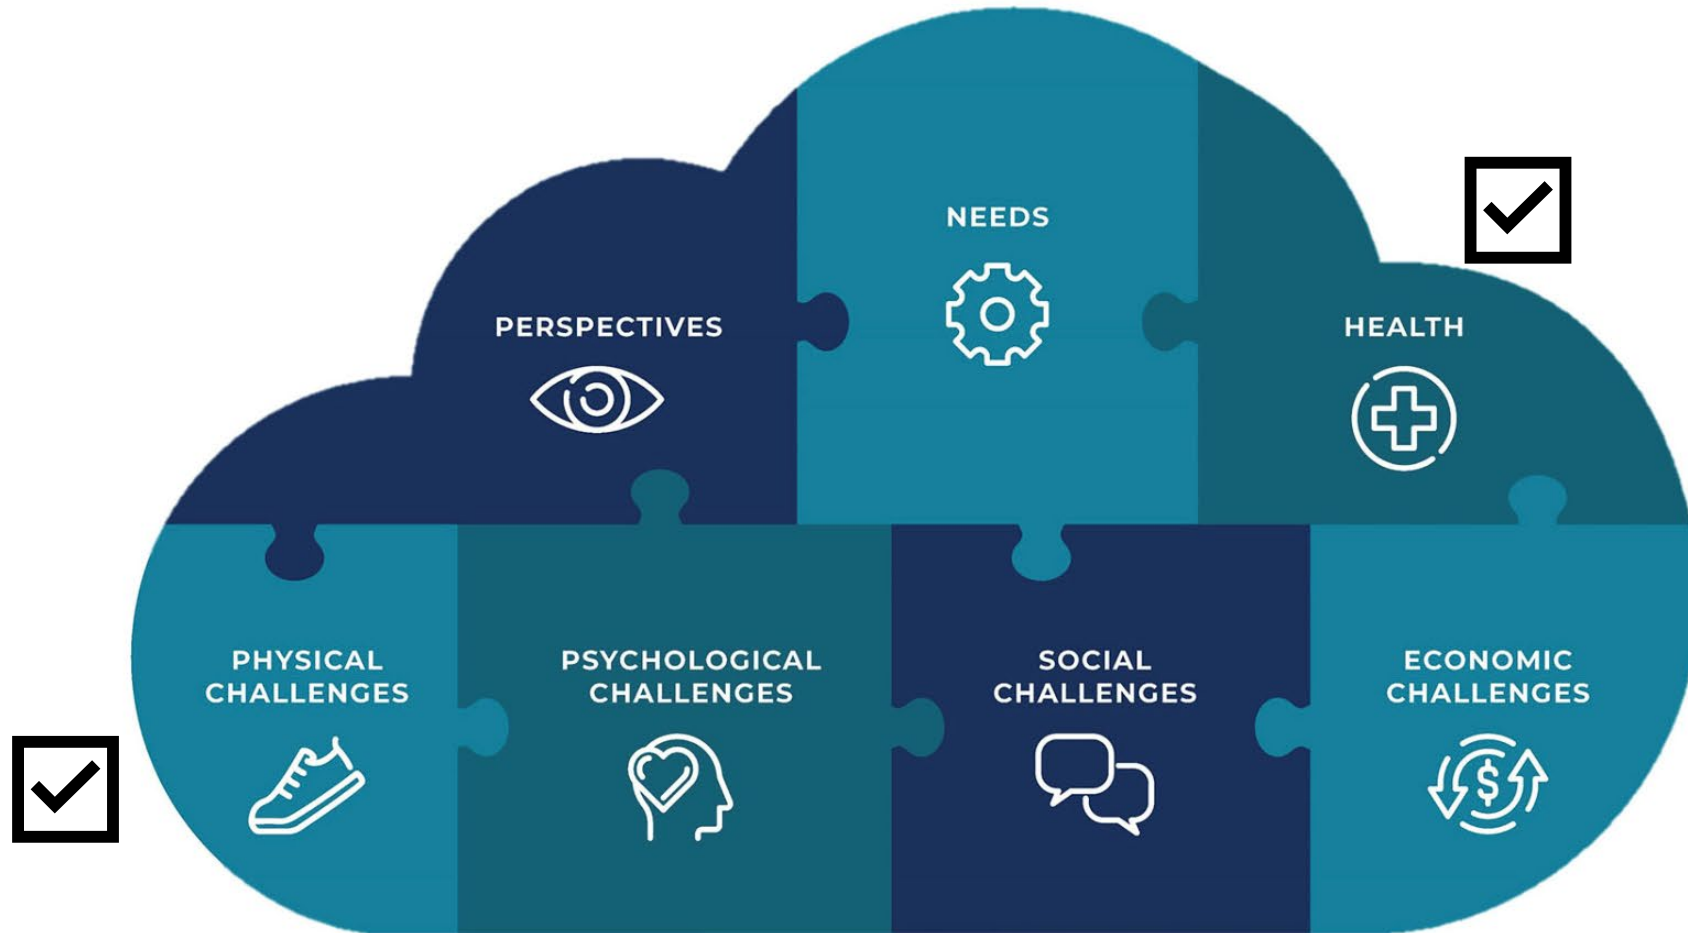 NEEDS
PERSPECTIVES
HEALTH
PHYSICAL
CHALLENGES
PSYCHOLOGICAL
CHALLENGES
SOCIAL
CHALLENGES
ECONOMIC
CHALLENGES
$